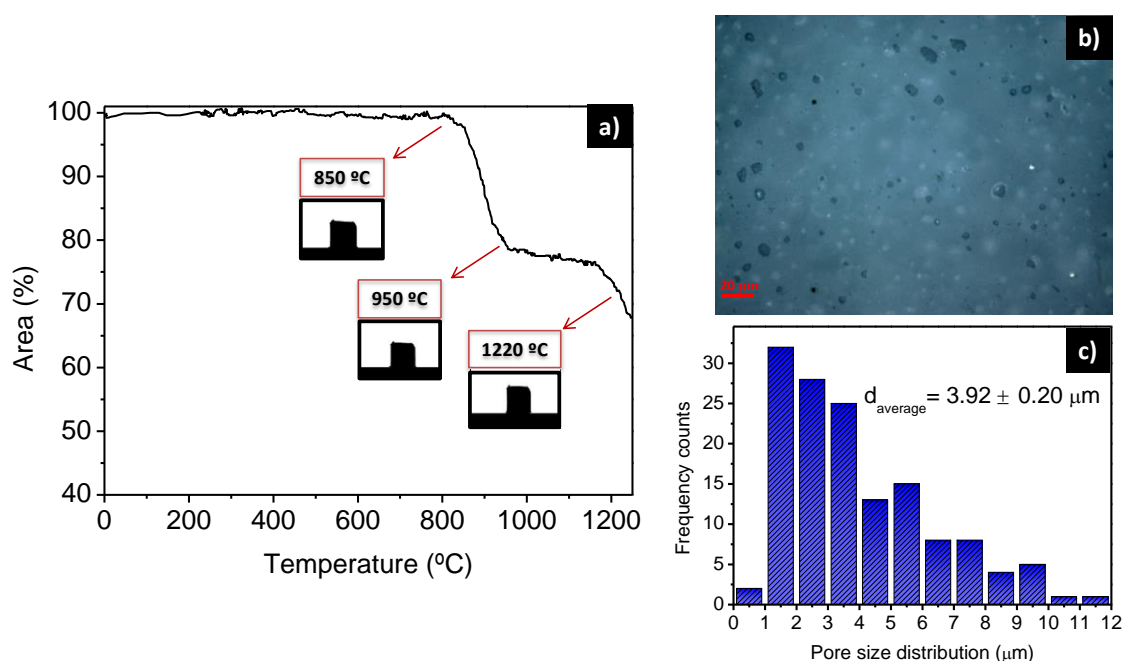 a)
100
90
80
70
60
50
40
Area (%)
850 ºC
950 ºC
1220 ºC
0 200 400 600 800 1000 1200
Temperature (ºC)
b)
20 µm
c)
d average = 3.92 ± 0.20 µm
30
25
20
15
10
5
0
Frequency counts
0 1 2 3 4 5 6 7 8 9 10 11 12
Pore size distribution (µm)